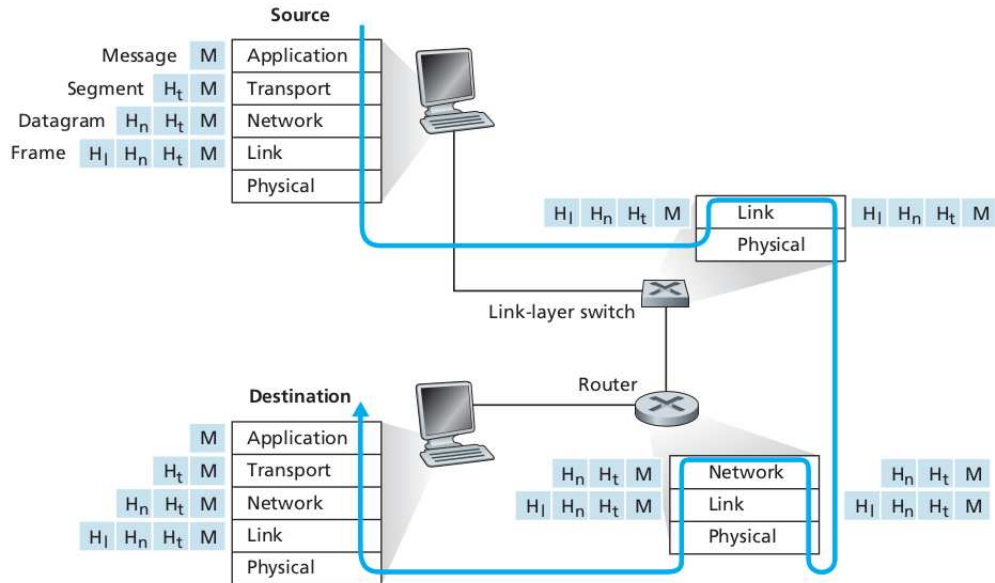 Source
Message M Application
Segment Ht M Transport
Datagram Hn Ht M Network
Frame Hl Hn Ht M Link
Physical
Hl Hn Ht M Link Hl Hn Ht M
Physical
Link-layer switch
Router
Destination
M Application
Ht M Transport
Hn Ht M Network
Hl Hn Ht M Link
Physical
Hn Ht M Network Hn Ht M
Hl Hn Ht M Link Hl Hn Ht M
Physical